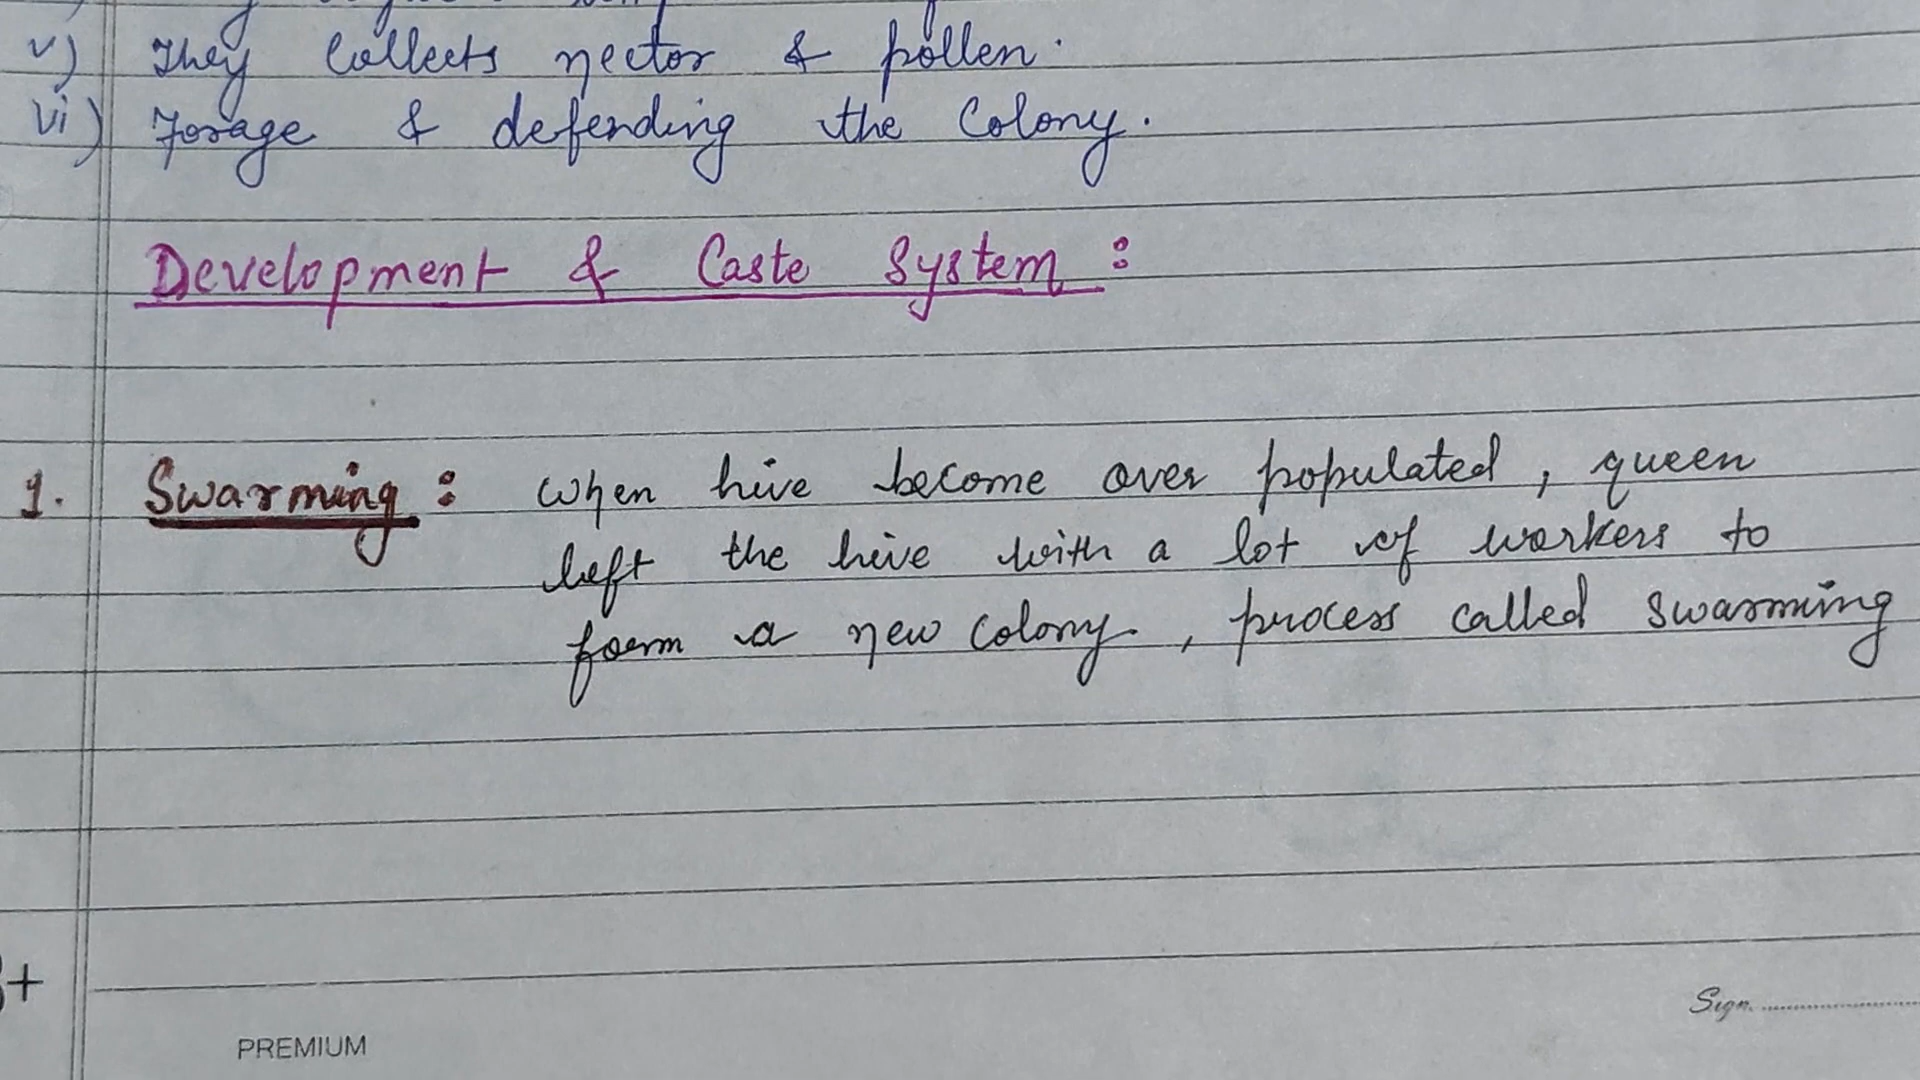 v) They Collects nector & pollen.
vi) Forage & defending the Colony.
Development & Caste System :
1. Swarming : When hive become over populated, queen
left the hive with a lot of workers to
form a new colony. , process called swarming
+
Sign.
PREMIUM